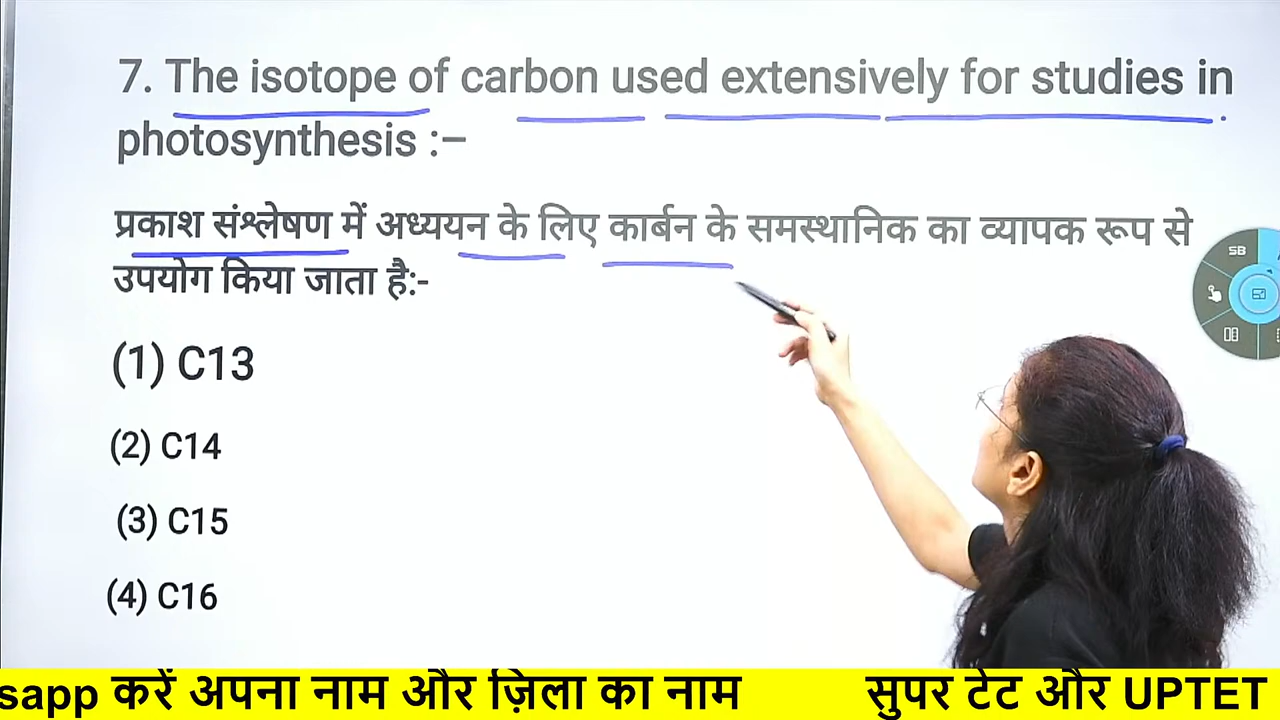 7. The isotope of carbon used extensively for studies in
photosynthesis :–
प्रकाश संश्लेषण में अध्ययन के लिए कार्बन के समस्थानिक का व्यापक रूप से
उपयोग किया जाता है:-
SB
(1) C13
(2) C14
(3) C15
(4) C16
sapp करें अपना नाम और ज़िला का नाम सुपर टेट और UPTET